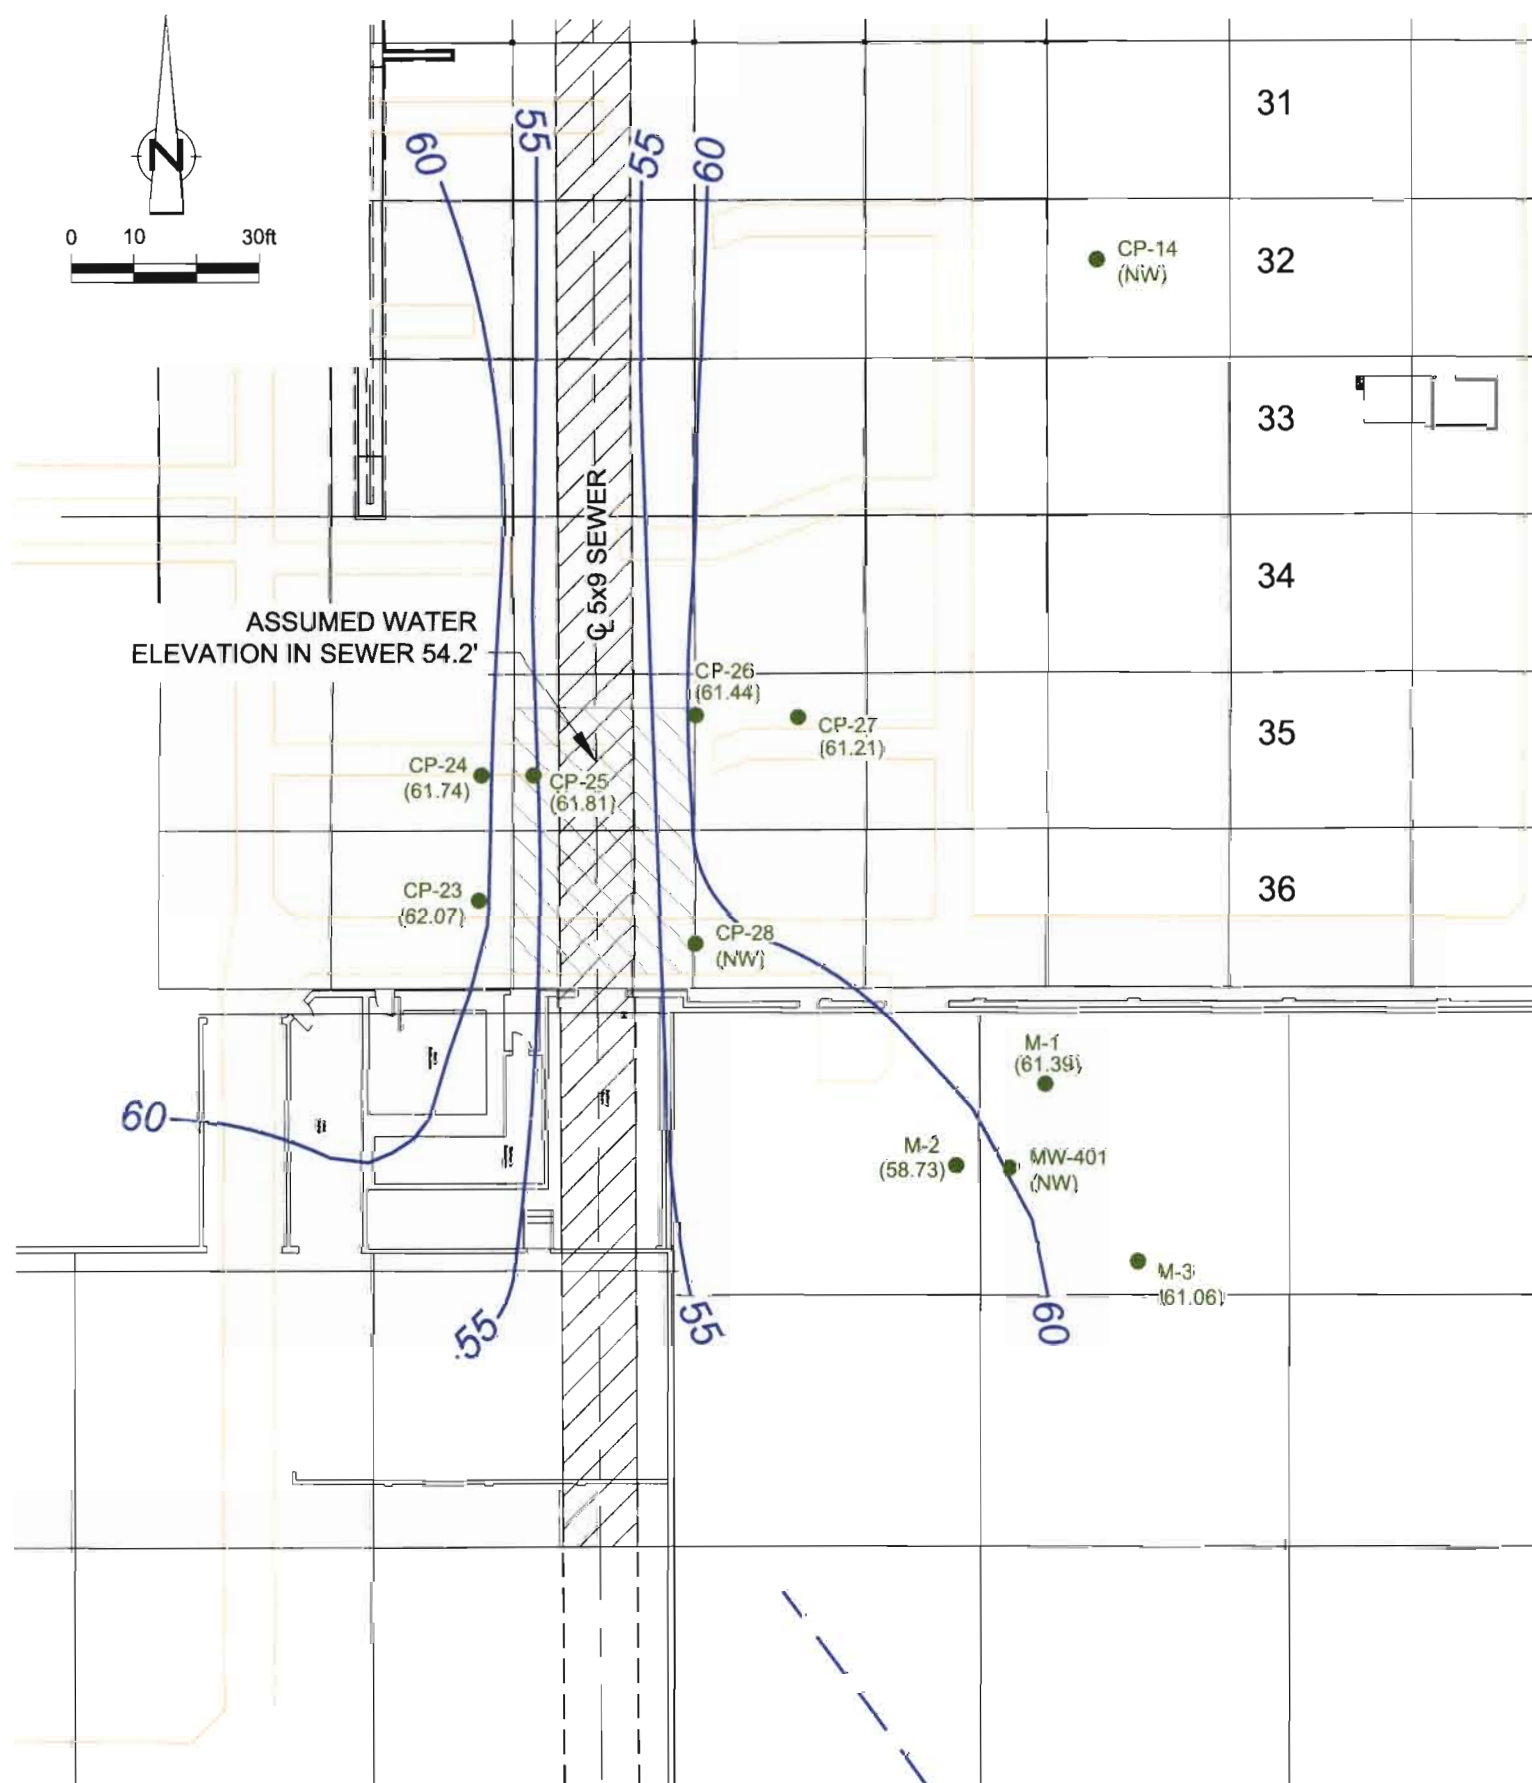 31
55
60
55
60
N
0 10 30ft
CP-14
(NW)
32
33
℄ 5x9 SEWER
34
ASSUMED WATER
ELEVATION IN SEWER 54.2'
CP-26
(61.44)
CP-27
(61.21)
35
CP-24
(61.74)
CP-25
(61.81)
36
CP-23
(62.07)
CP-28
(NW)
M-1
(61.39)
60
M-2
(58.73)
MW-401
(NW)
M-3
(61.06)
55
55
60